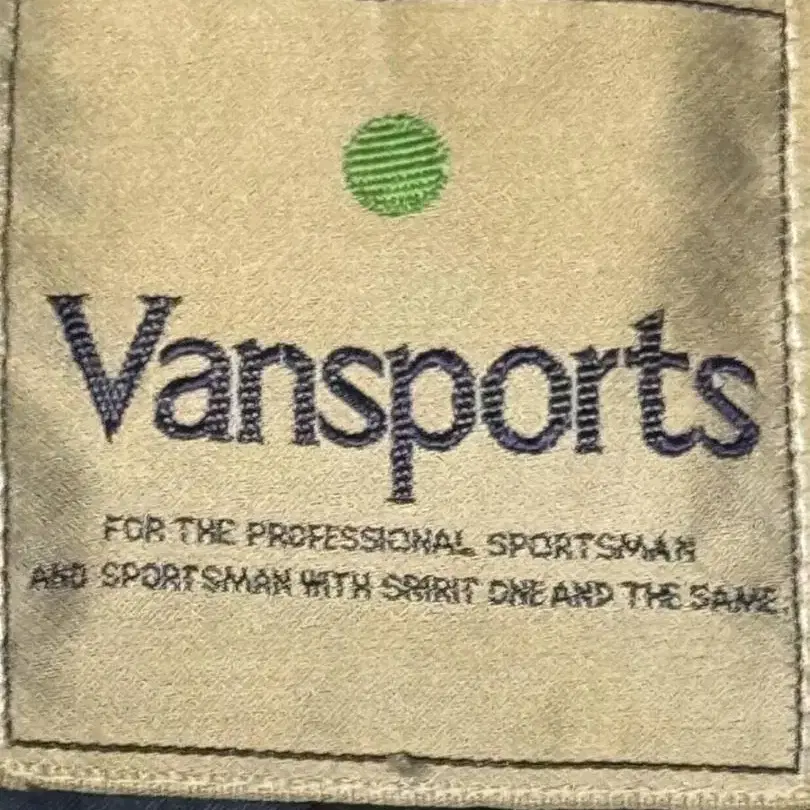 Vansports
FOR THE PROFESSIONAL SPORTSMAN
AND SPORTSMAN WITH SPIRIT ONE AND THE SAME.